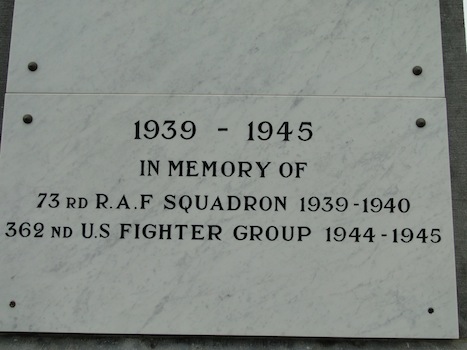 1939 - 1945
IN MEMORY OF
73 RD R.A.F SQUADRON 1939-1940
362 ND U.S FIGHTER GROUP 1944-1945